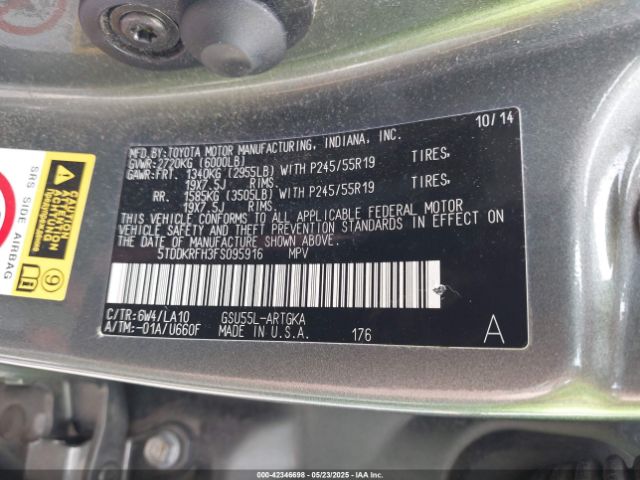 MFD. BY: TOYOTA MOTOR MANUFACTURING, INDIANA, INC. 10/14
GVWR: 2720KG (6000LB)
GAWR: FRT. 1340KG (2955LB) WITH P245/55R19 TIRES,
19X7.5J RIMS.
RR. 1585KG (3505LB) WITH P245/55R19 TIRES,
19X7.5J RIMS.
THIS VEHICLE CONFORMS TO ALL APPLICABLE FEDERAL MOTOR
VEHICLE SAFETY AND THEFT PREVENTION STANDARDS IN EFFECT ON
THE DATE OF MANUFACTURE SHOWN ABOVE.
5TDDKRFH3FS095916 MPV
C/TR: 6W4/LA10 GSU55L-ARTGKA
A/TM: -01A/U660F MADE IN U.S.A. 176 A
SRS SIDE AIRBAG
9
000-42346698 - 05/23/2025 - IAAI.COM